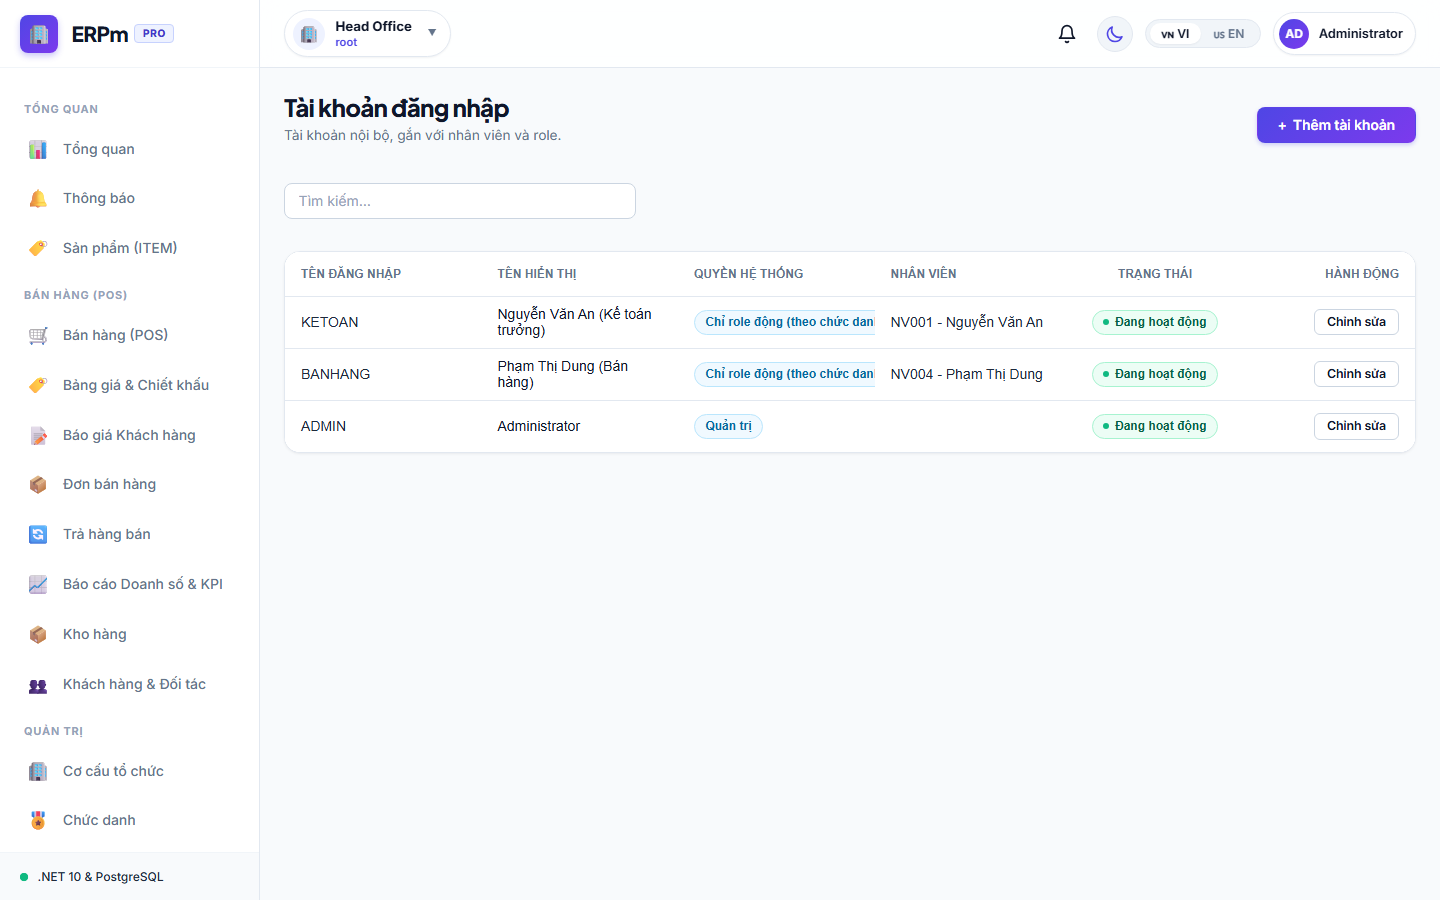 ERPm PRO
Head Office
root
VN VI
US EN
AD
Administrator
TỔNG QUAN
Tổng quan
Thông báo
Sản phẩm (ITEM)
BÁN HÀNG (POS)
Bán hàng (POS)
Bảng giá & Chiết khấu
Báo giá Khách hàng
Đơn bán hàng
Trả hàng bán
Báo cáo Doanh số & KPI
Kho hàng
Khách hàng & Đối tác
QUẢN TRỊ
Cơ cấu tổ chức
Chức danh
.NET 10 & PostgreSQL
Tài khoản đăng nhập
Tài khoản nội bộ, gắn với nhân viên và role.
+ Thêm tài khoản
Tìm kiếm...
TÊN ĐĂNG NHẬP TÊN HIỂN THỊ QUYỀN HỆ THỐNG NHÂN VIÊN TRẠNG THÁI HÀNH ĐỘNG
KETOAN Nguyễn Văn An (Kế toán trưởng) Chỉ role động (theo chức dan NV001 - Nguyễn Văn An Đang hoạt động Chỉnh sửa
BANHANG Phạm Thị Dung (Bán hàng) Chỉ role động (theo chức dan NV004 - Phạm Thị Dung Đang hoạt động Chỉnh sửa
ADMIN Administrator Quản trị Đang hoạt động Chỉnh sửa